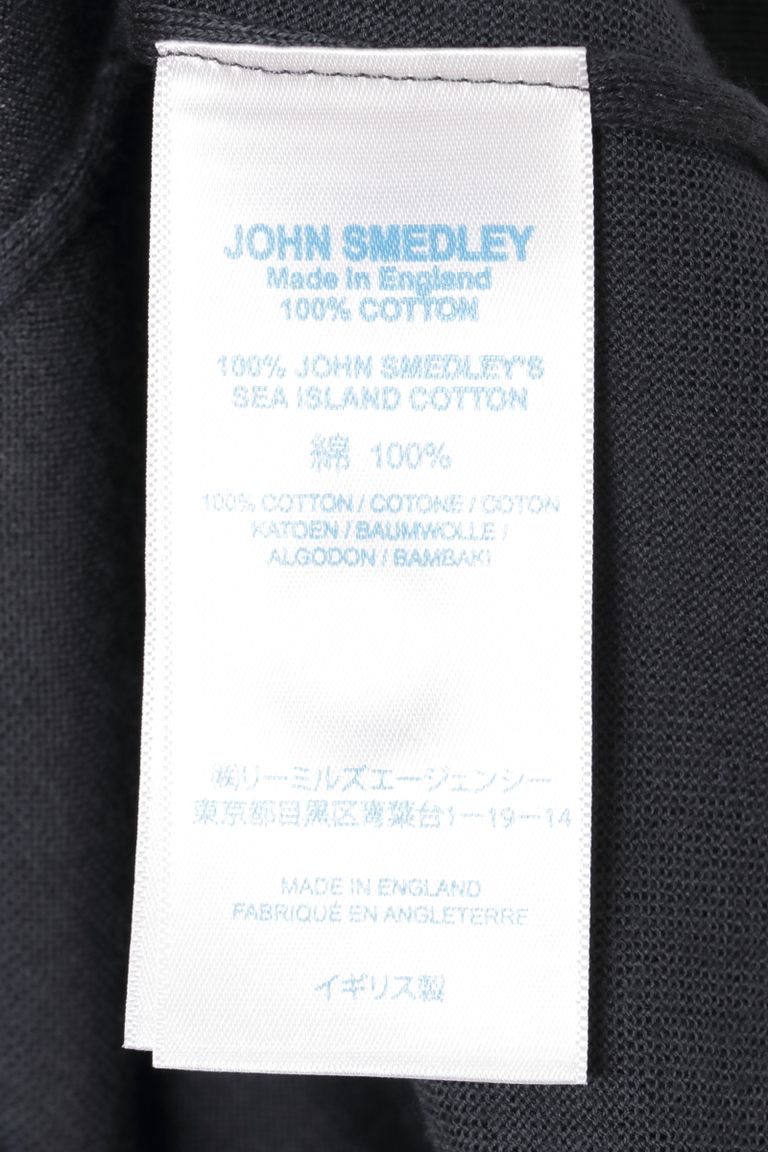 JOHN SMEDLEY
Made in England
100% COTTON
100% JOHN SMEDLEY'S
SEA ISLAND COTTON
綿 100%
100% COTTON / COTONE / COTON
KATOEN / BAUMWOLLE /
ALGODON / BAMBAKI
㈱リーミルズエージェンシー
東京都目黒区青葉台1-19-14
MADE IN ENGLAND
FABRIQUÉ EN ANGLETERRE
イギリス製